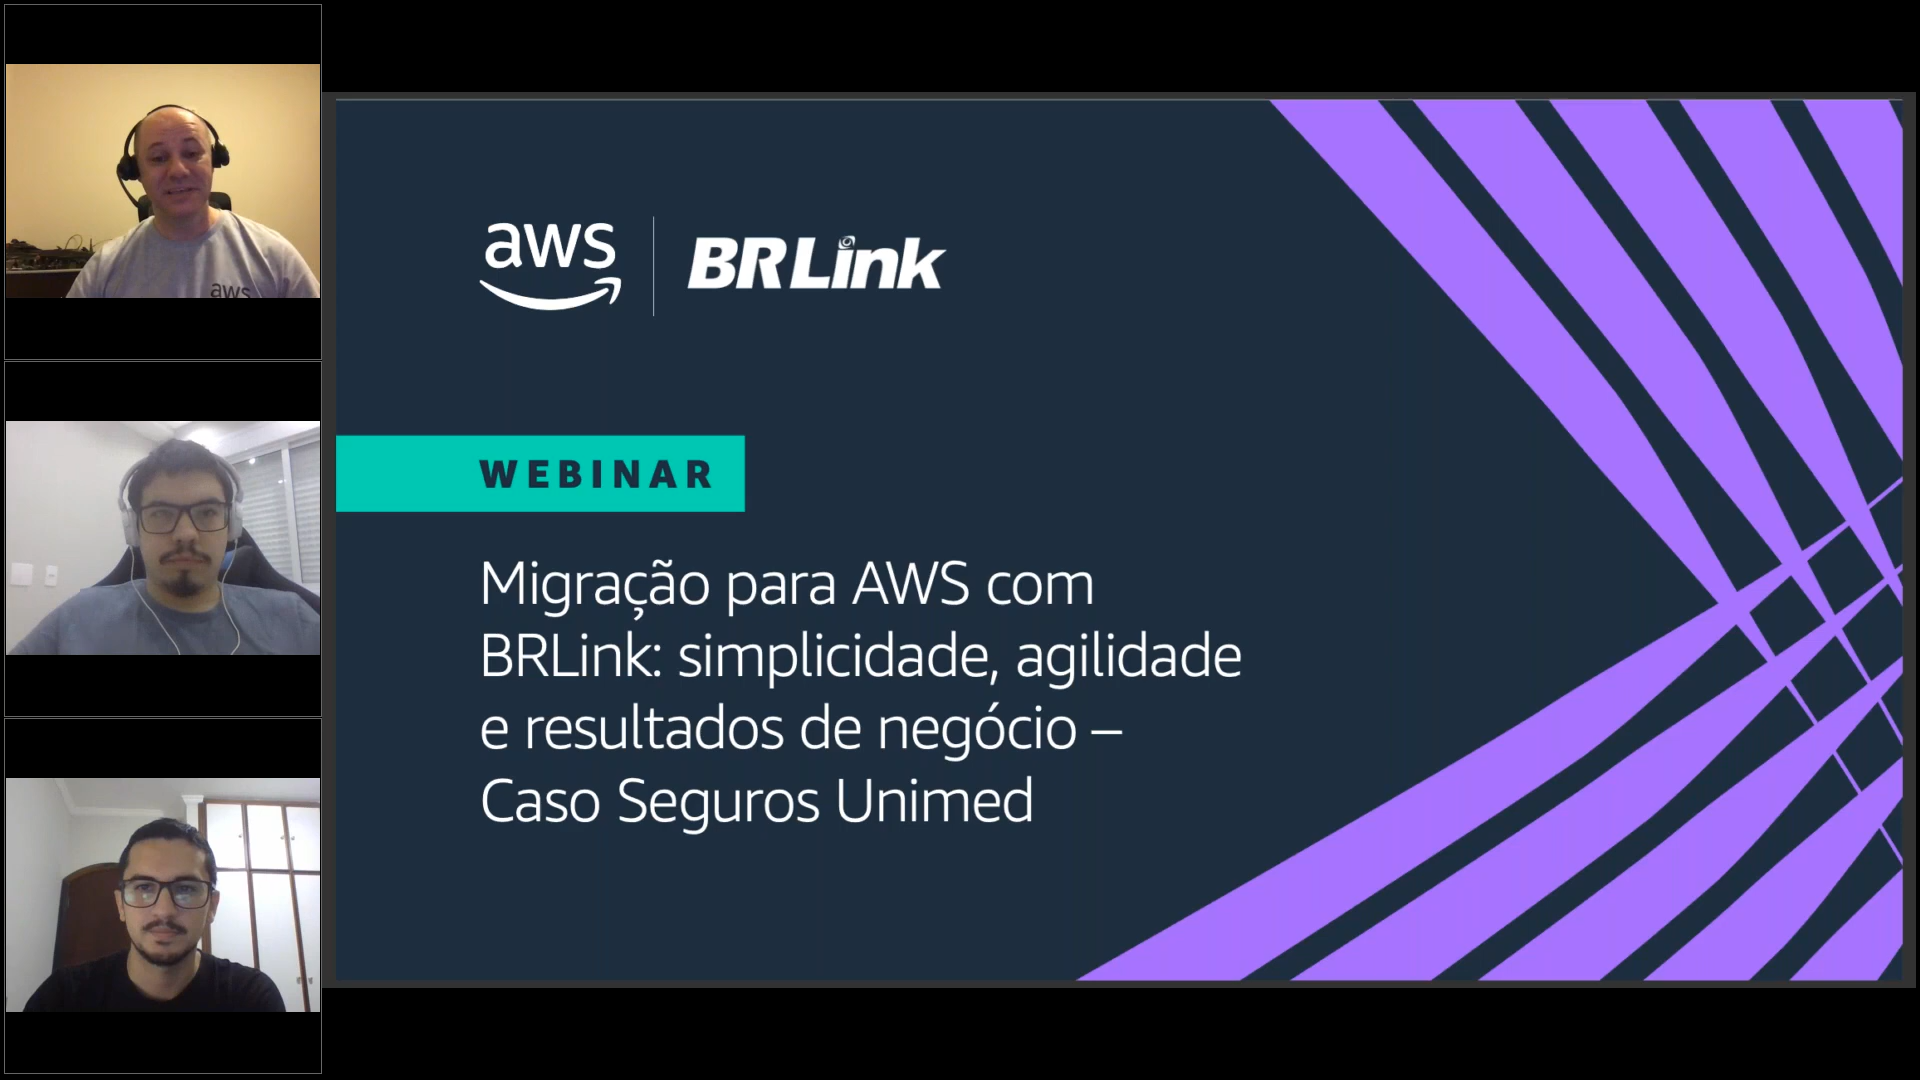 aws
aws
BRLink
WEBINAR
Migração para AWS com
BRLink: simplicidade, agilidade
e resultados de negócio –
Caso Seguros Unimed